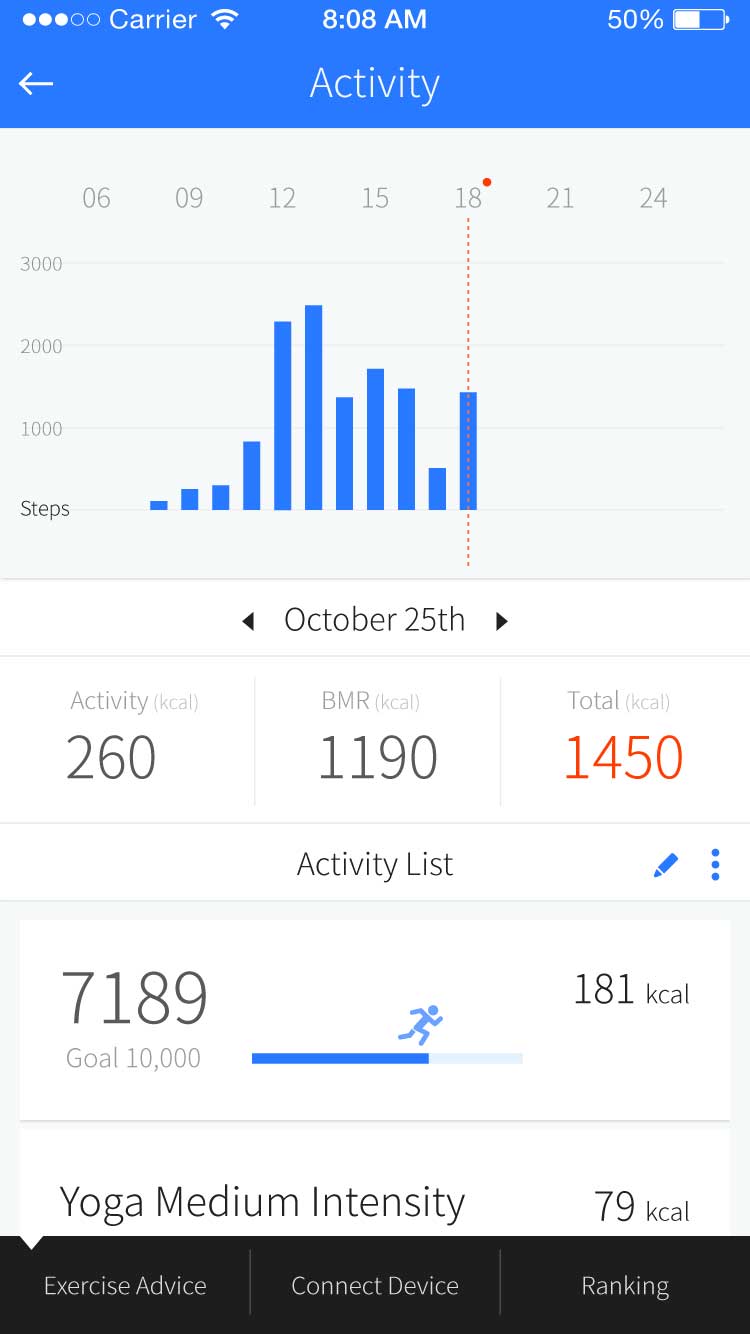 Carrier 8:08 AM 50%
Activity
06 09 12 15 18 21 24
3000
2000
1000
Steps
October 25th
Activity (kcal) BMR (kcal) Total (kcal)
260 1190 1450
Activity List
7189 181 kcal
Goal 10,000
Yoga Medium Intensity 79 kcal
Exercise Advice Connect Device Ranking